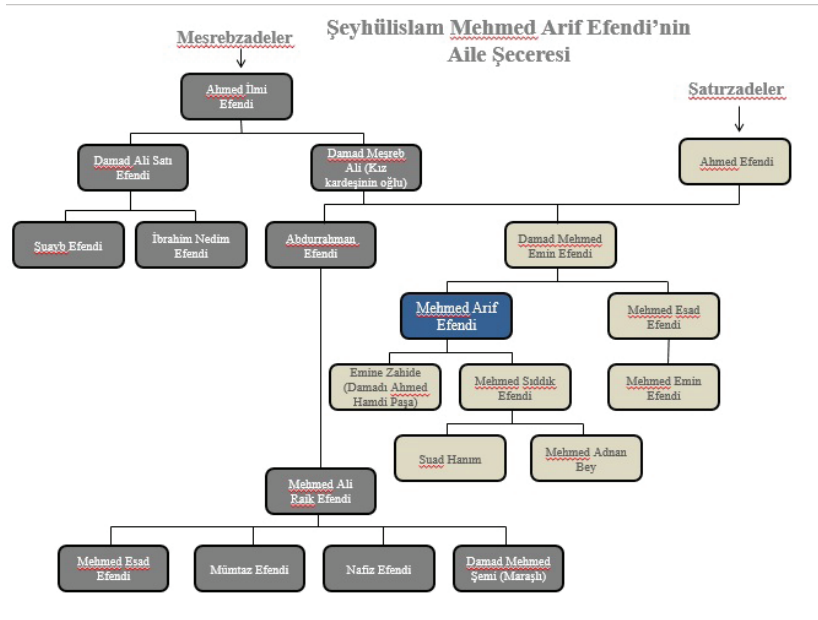 Şeyhülislam Mehmed Arif Efendi’nin
Aile Şeceresi
Meşrebzadeler
Satırzadeler
Ahmed İlmi
Efendi
Damad Ali Satı
Efendi
Damad Meşreb
Ali (Kız
kardeşinin oğlu)
Ahmed Efendi
Şuayb Efendi
İbrahim Nedim
Efendi
Abdurrahman
Efendi
Damad Mehmed
Emin Efendi
Mehmed Arif
Efendi
Mehmed Esad
Efendi
Emine Zahide
(Damadı Ahmed
Hamdi Paşa)
Mehmed Sıddık
Efendi
Mehmed Emin
Efendi
Suad Hanım
Mehmed Adnan
Bey
Mehmed Ali
Raik Efendi
Mehmed Esad
Efendi
Mümtaz Efendi
Nafiz Efendi
Damad Mehmed
Şemi (Maraşlı)